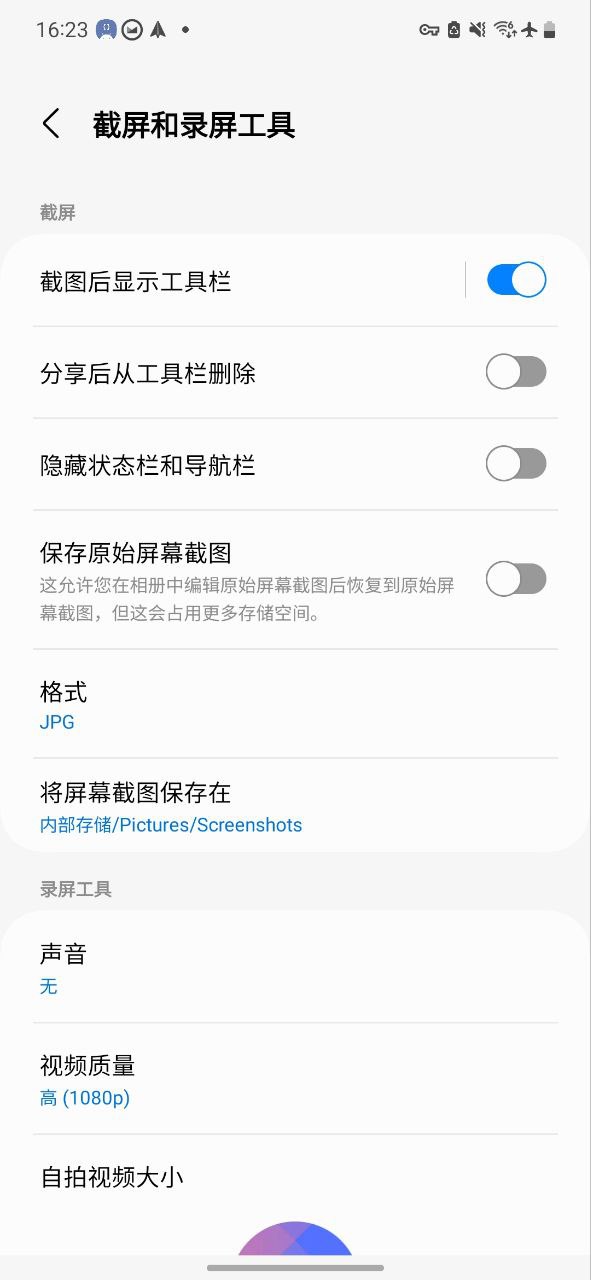 16:23
截屏和录屏工具
截屏
截图后显示工具栏
分享后从工具栏删除
隐藏状态栏和导航栏
保存原始屏幕截图
这允许您在相册中编辑原始屏幕截图后恢复到原始屏
幕截图，但这会占用更多存储空间。
格式
JPG
将屏幕截图保存在
内部存储/Pictures/Screenshots
录屏工具
声音
无
视频质量
高 (1080p)
自拍视频大小